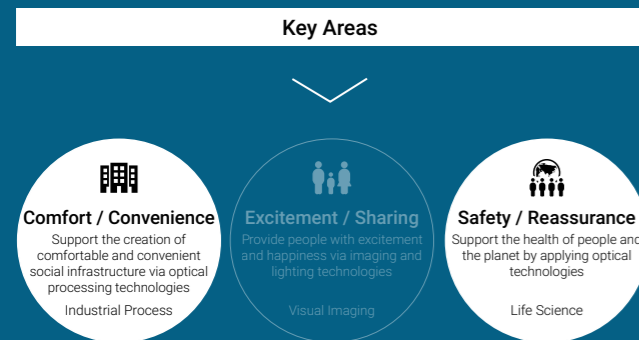 Key Areas
Comfort / Convenience
Support the creation of
comfortable and convenient
social infrastructure via optical
processing technologies
Industrial Process
Excitement / Sharing
Provide people with excitement
and happiness via imaging and
lighting technologies
Visual Imaging
Safety / Reassurance
Support the health of people and
the planet by applying optical
technologies
Life Science